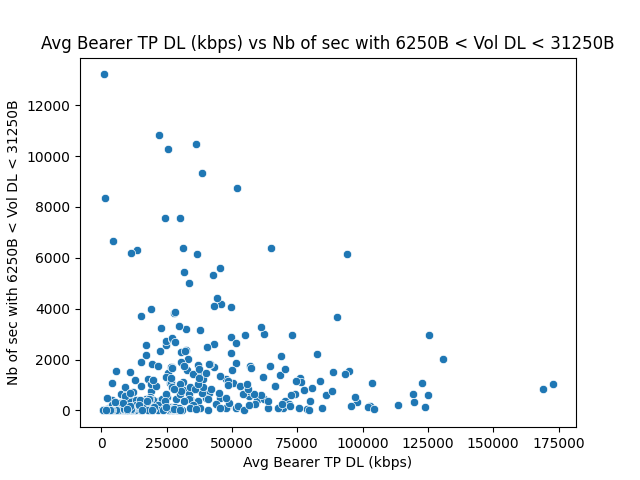 Avg Bearer TP DL (kbps) vs Nb of sec with 6250B < Vol DL < 31250B
Nb of sec with 6250B < Vol DL < 31250B
12000
10000
8000
6000
4000
2000
0
0 25000 50000 75000 100000 125000 150000 175000
Avg Bearer TP DL (kbps)